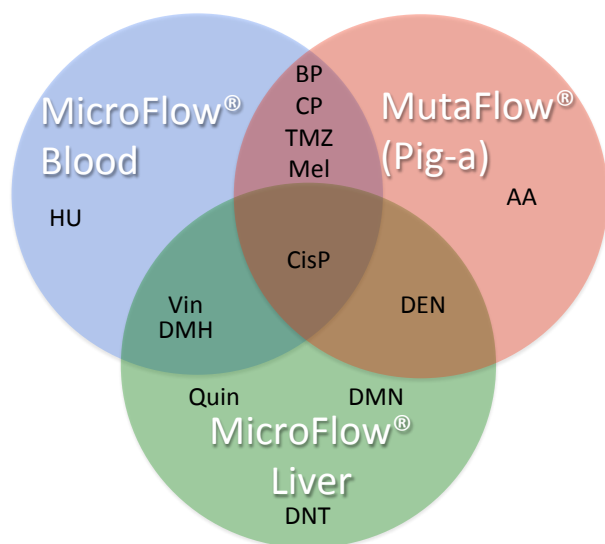 BP
CP
TMZ
Mel
MicroFlow®
Blood
MutaFlow®
(Pig-a)
HU
AA
CisP
Vin
DMH
DEN
Quin
DMN
MicroFlow®
Liver
DNT